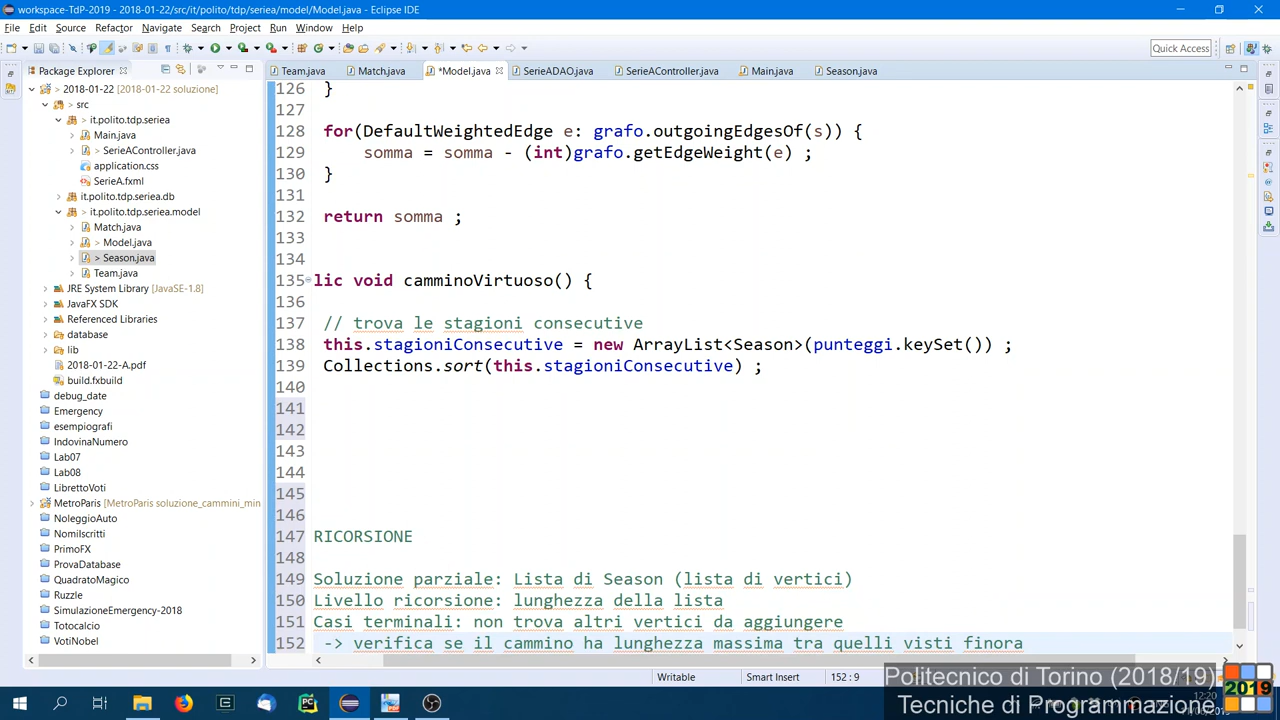 workspace-TdP-2019 - 2018-01-22/src/it/polito/tdp/seriea/model/Model.java - Eclipse IDE
File Edit Source Refactor Navigate Search Project Run Window Help
Quick Access
Package Explorer
Team.java Match.java *Model.java SerieADAO.java SerieAController.java Main.java Season.java
2018-01-22 [2018-01-22 soluzione]
> src
> it.polito.tdp.seriea
Main.java
> SerieAController.java
application.css
SerieA.fxml
> it.polito.tdp.seriea.db
> it.polito.tdp.seriea.model
Match.java
> Model.java
> Season.java
Team.java
JRE System Library [JavaSE-1.8]
JavaFX SDK
Referenced Libraries
database
lib
2018-01-22-A.pdf
build.fxbuild
debug_date
Emergency
esempiografi
IndovinaNumero
Lab07
Lab08
LibrettoVoti
MetroParis [MetroParis soluzione_cammini_min
NoleggioAuto
NomiIscritti
PrimoFX
ProvaDatabase
QuadratoMagico
Ruzzle
SimulazioneEmergency-2018
Totocalcio
VotiNobel
126 }
127
128 for(DefaultWeightedEdge e: grafo.outgoingEdgesOf(s)) {
129 somma = somma - (int)grafo.getEdgeWeight(e) ;
130 }
131
132 return somma ;
133
134
135 lic void camminoVirtuoso() {
136
137 // trova le stagioni consecutive
138 this.stagioniConsecutive = new ArrayList<Season>(punteggi.keySet()) ;
139 Collections.sort(this.stagioniConsecutive) ;
140
141
142
143
144
145
146
147 RICORSIONE
148
149 Soluzione parziale: Lista di Season (lista di vertici)
150 Livello ricorsione: lunghezza della lista
151 Casi terminali: non trova altri vertici da aggiungere
152 -> verifica se il cammino ha lunghezza massima tra quelli visti finora
Writable Smart Insert 152 : 9
Politecnico di Torino (2018/19)
Tecniche di Programmazione
2019
12:20